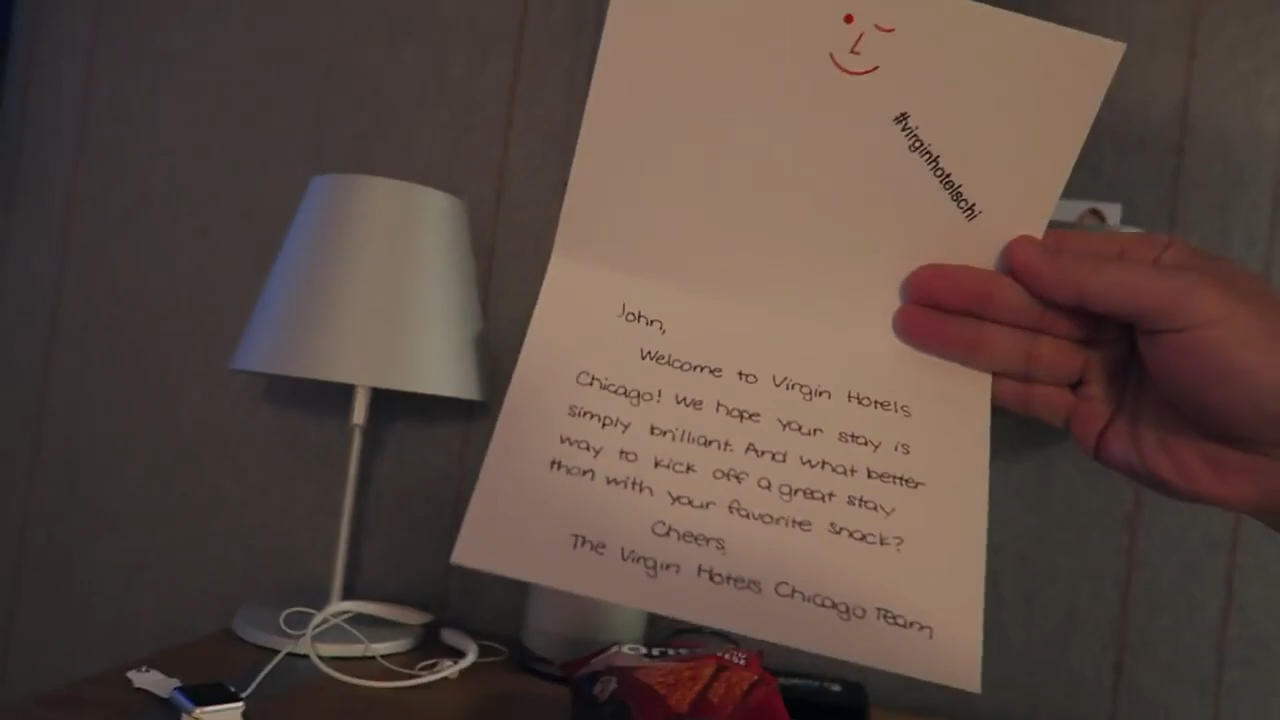 #virginhotelschi
John,
Welcome to Virgin Hotels
Chicago! We hope your stay is
simply brilliant. And what better
way to kick off a great stay
than with your favorite snack?
Cheers,
The Virgin Hotels Chicago Team